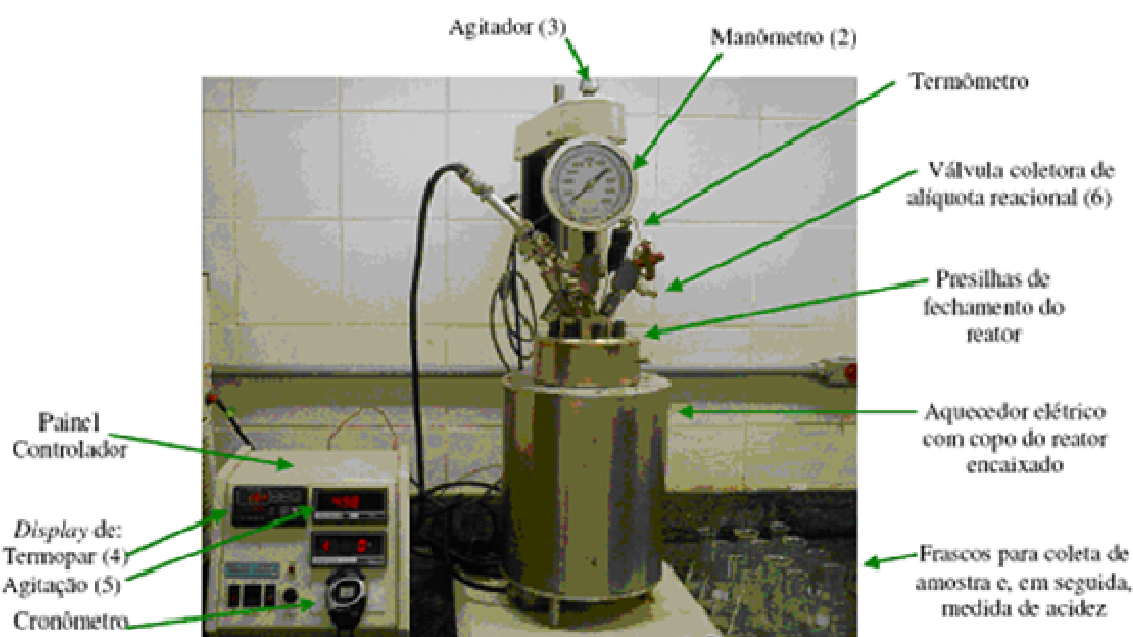 Agitador (3)
Manômetro (2)
Termômetro
Válvula coletora de
alíquota reacional (6)
Presilhas de
fechamento do
reator
Aquecedor elétrico
com copo do reator
encaixado
Frascos para coleta de
amostra e, em seguida,
medida de acidez
Painel
Controlador
Display de:
Termopar (4)
Agitação (5)
Cronômetro
498